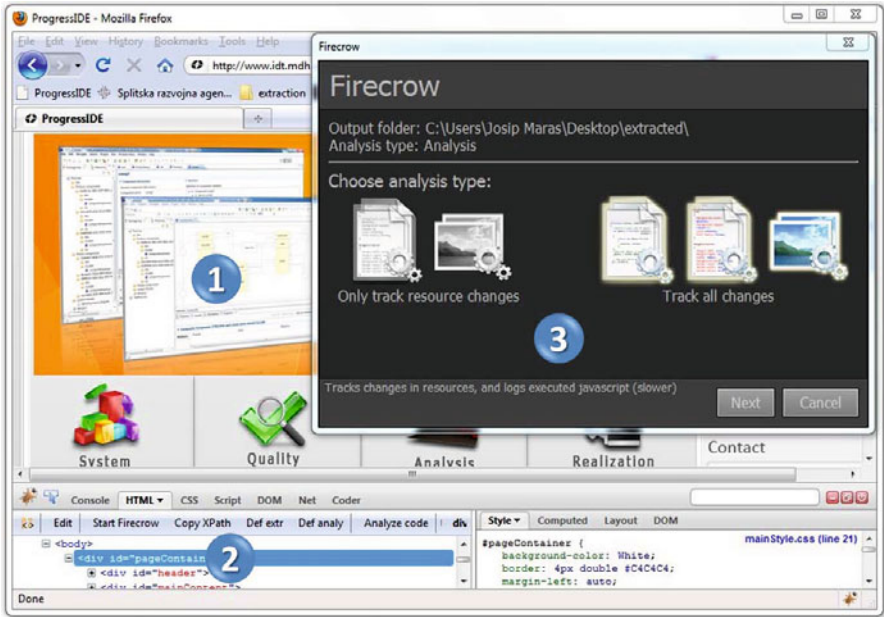 ProgressIDE - Mozilla Firefox
File Edit View History Bookmarks Tools Help
http://www.idt.mdh
ProgressIDE Splitska razvojna agen... extraction
ProgressIDE
1
System
Quality
Analysis
Realization
Contact
Firecrow
Firecrow
Output folder: C:\Users\Josip Maras\Desktop\extracted\
Analysis type: Analysis
Choose analysis type:
Only track resource changes
Track all changes
3
Tracks changes in resources, and logs executed javascript (slower)
Next Cancel
Console HTML CSS Script DOM Net Coder
Edit Start Firecrow Copy XPath Def extr Def analy Analyze code div
<body>
<div id="pageContain
2
<div id="header">
<div id="mainContent">
Style Computed Layout DOM
#pageContainer { mainStyle.css (line 21)
background-color: White;
border: 4px double #C4C4C4;
margin-left: auto;
Done